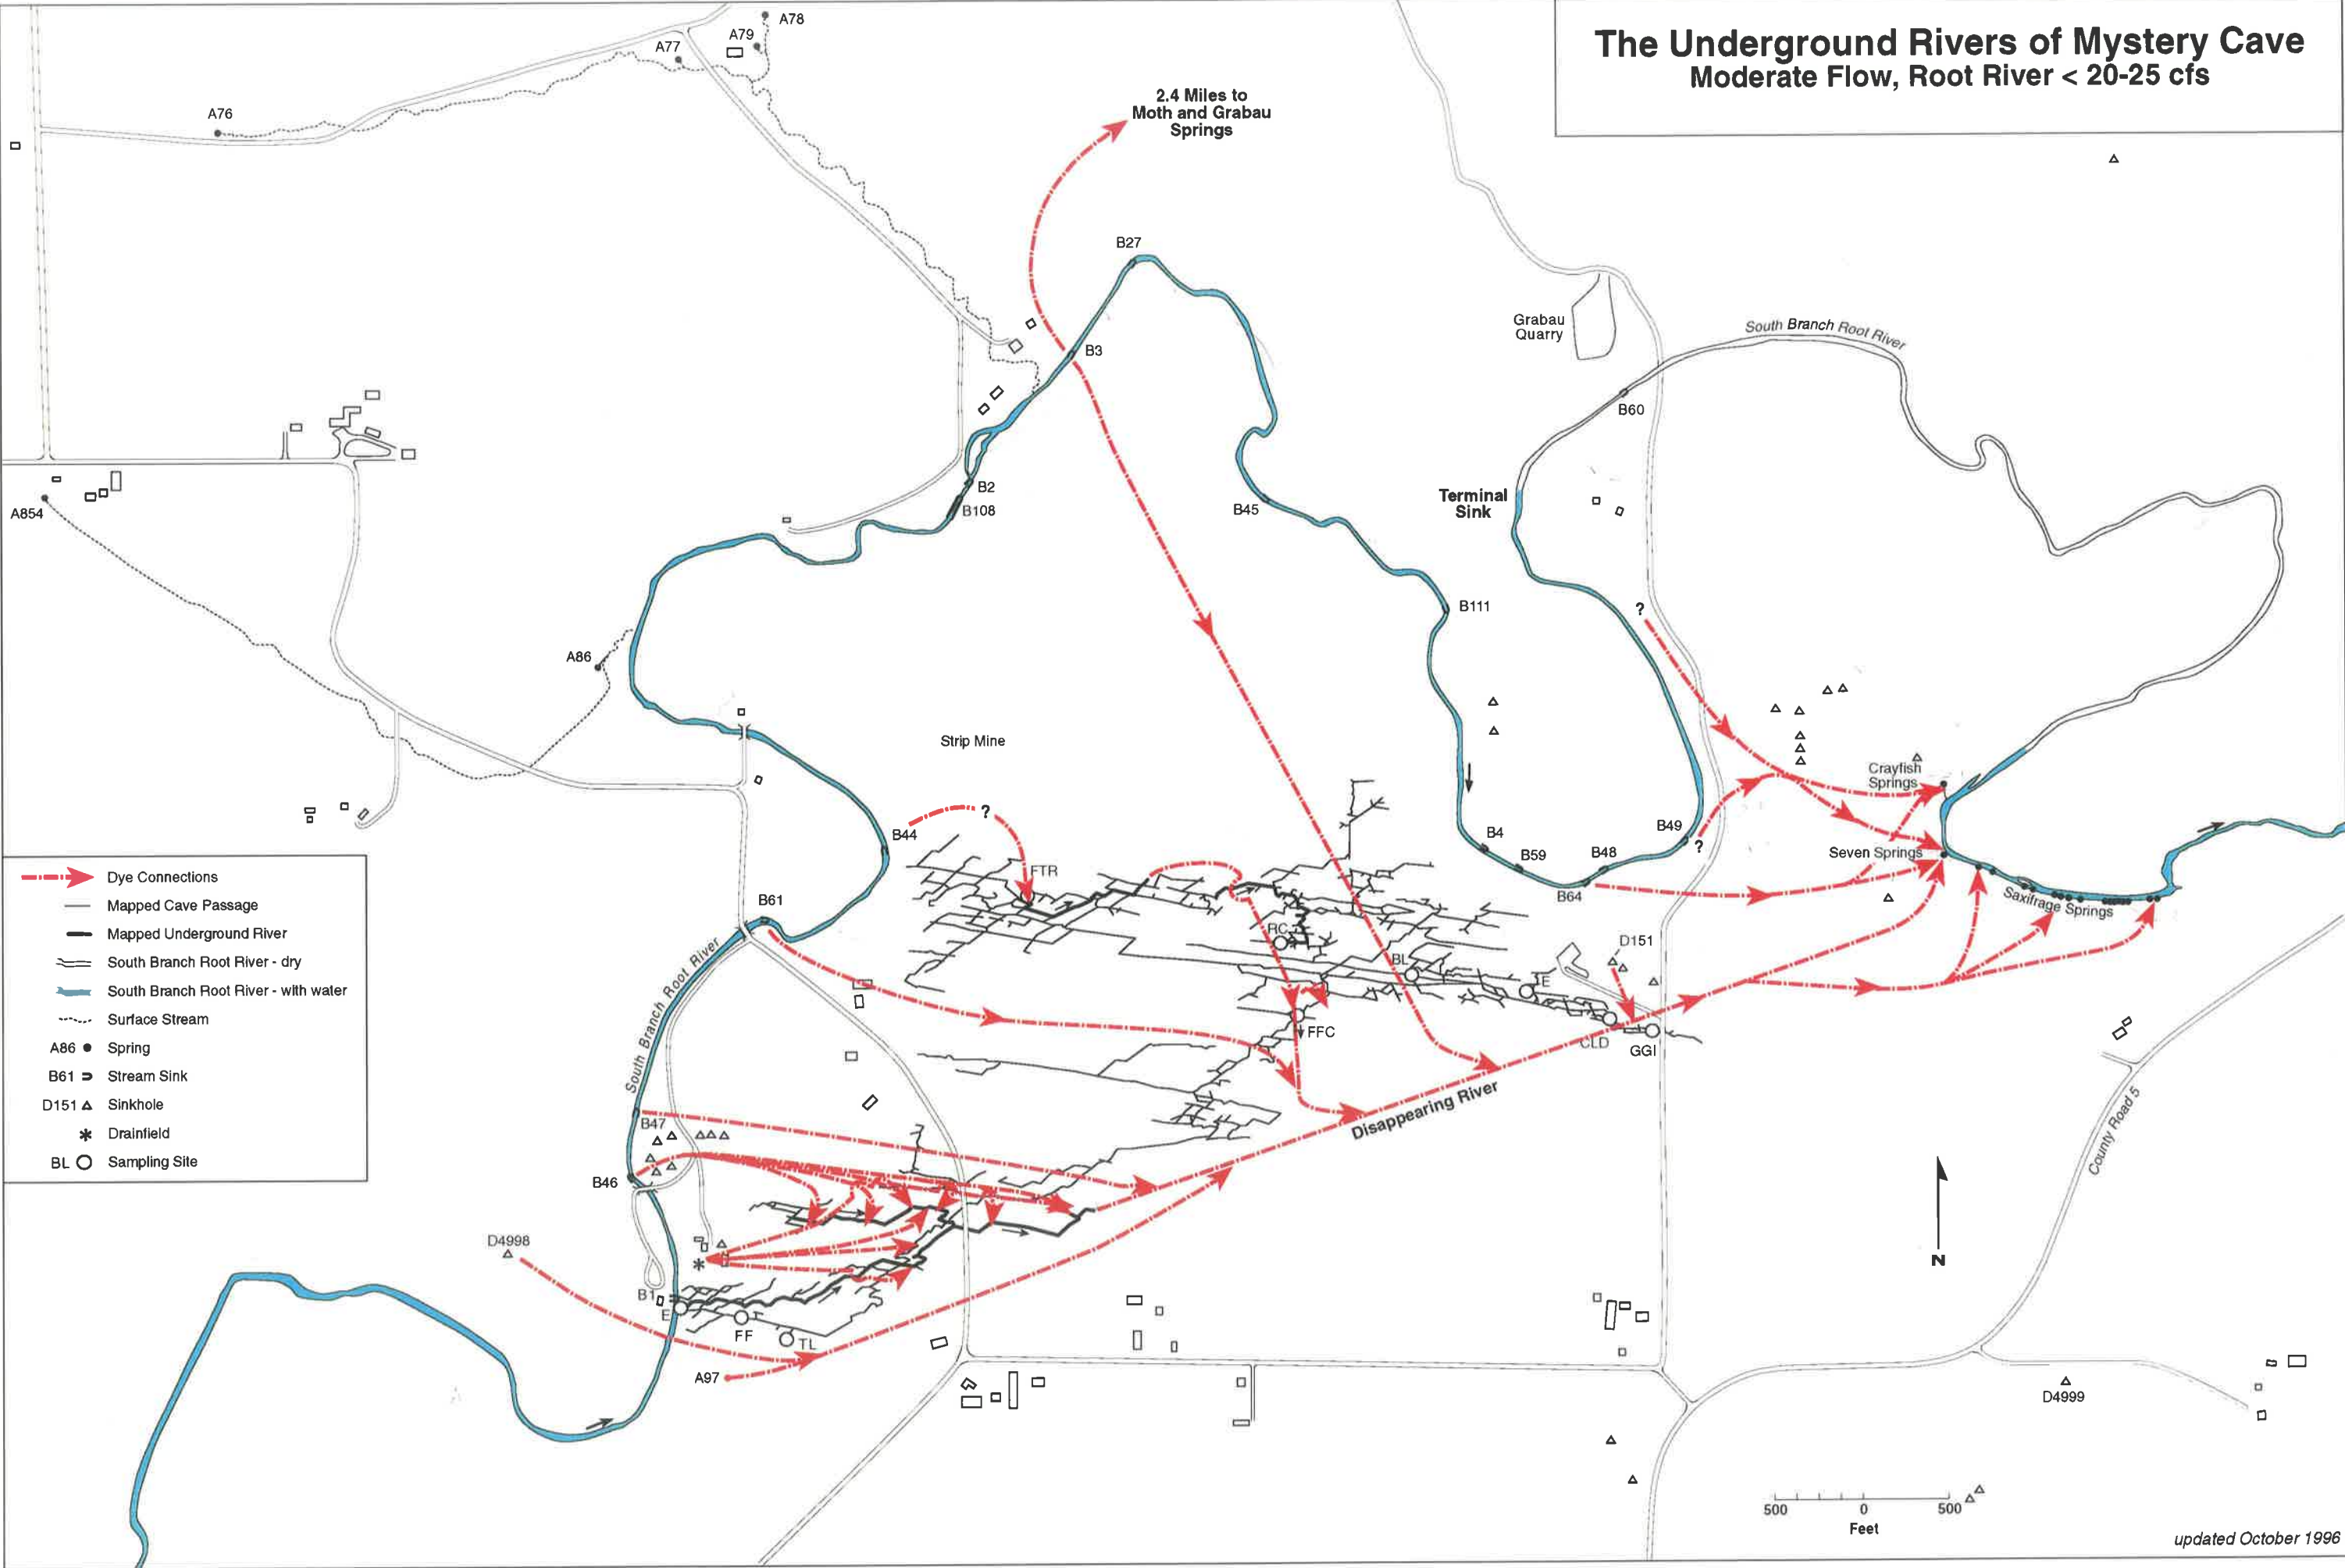 The Underground Rivers of Mystery Cave
Moderate Flow, Root River < 20-25 cfs
A78
A79
A77
A76
2.4 Miles to
Moth and Grabau
Springs
B27
Grabau
Quarry
South Branch Root River
B3
B60
B2
B108
Terminal
Sink
B45
A854
B111
?
A86
Strip Mine
Crayfish
Springs
B44
?
B4
B59
B48
B49
?
Seven Springs
B64
FTR
Saxifrage Springs
B61
RC
D151
BL
TE
South Branch Root River
FFC
CLD
GGI
Disappearing River
County Road 5
B47
B46
D4998
N
B1
E
FF
TL
A97
D4999
Dye Connections
Mapped Cave Passage
Mapped Underground River
South Branch Root River - dry
South Branch Root River - with water
Surface Stream
A86 Spring
B61 Stream Sink
D151 Sinkhole
Drainfield
BL Sampling Site
500 0 500
Feet
updated October 1996